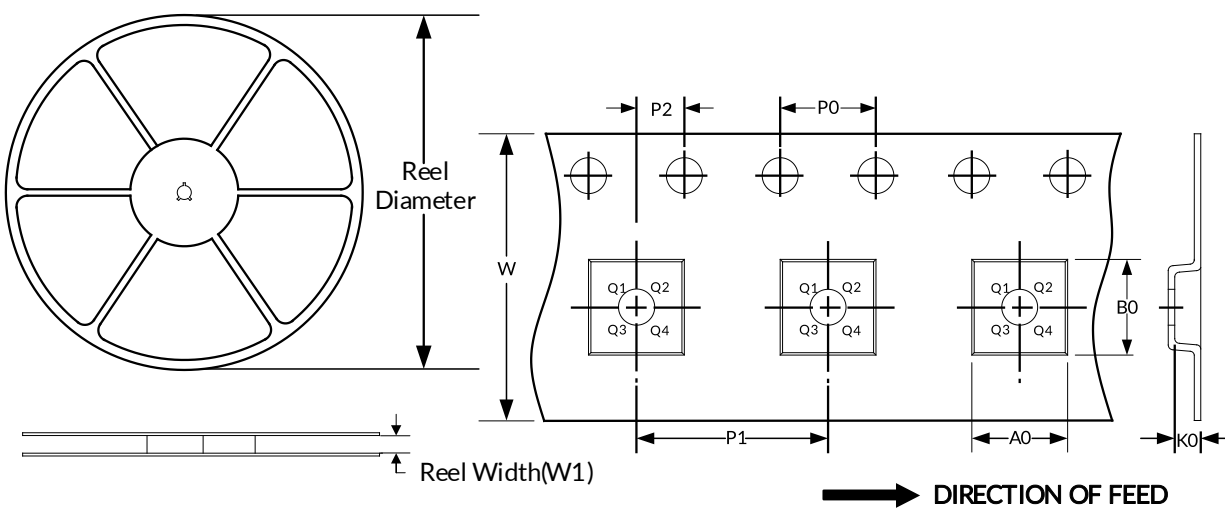 P2
P0
Reel
Diameter
W
Q1 Q2
Q3 Q4
Q1 Q2
Q3 Q4
Q1 Q2
Q3 Q4
B0
P1
A0
K0
Reel Width(W1)
DIRECTION OF FEED